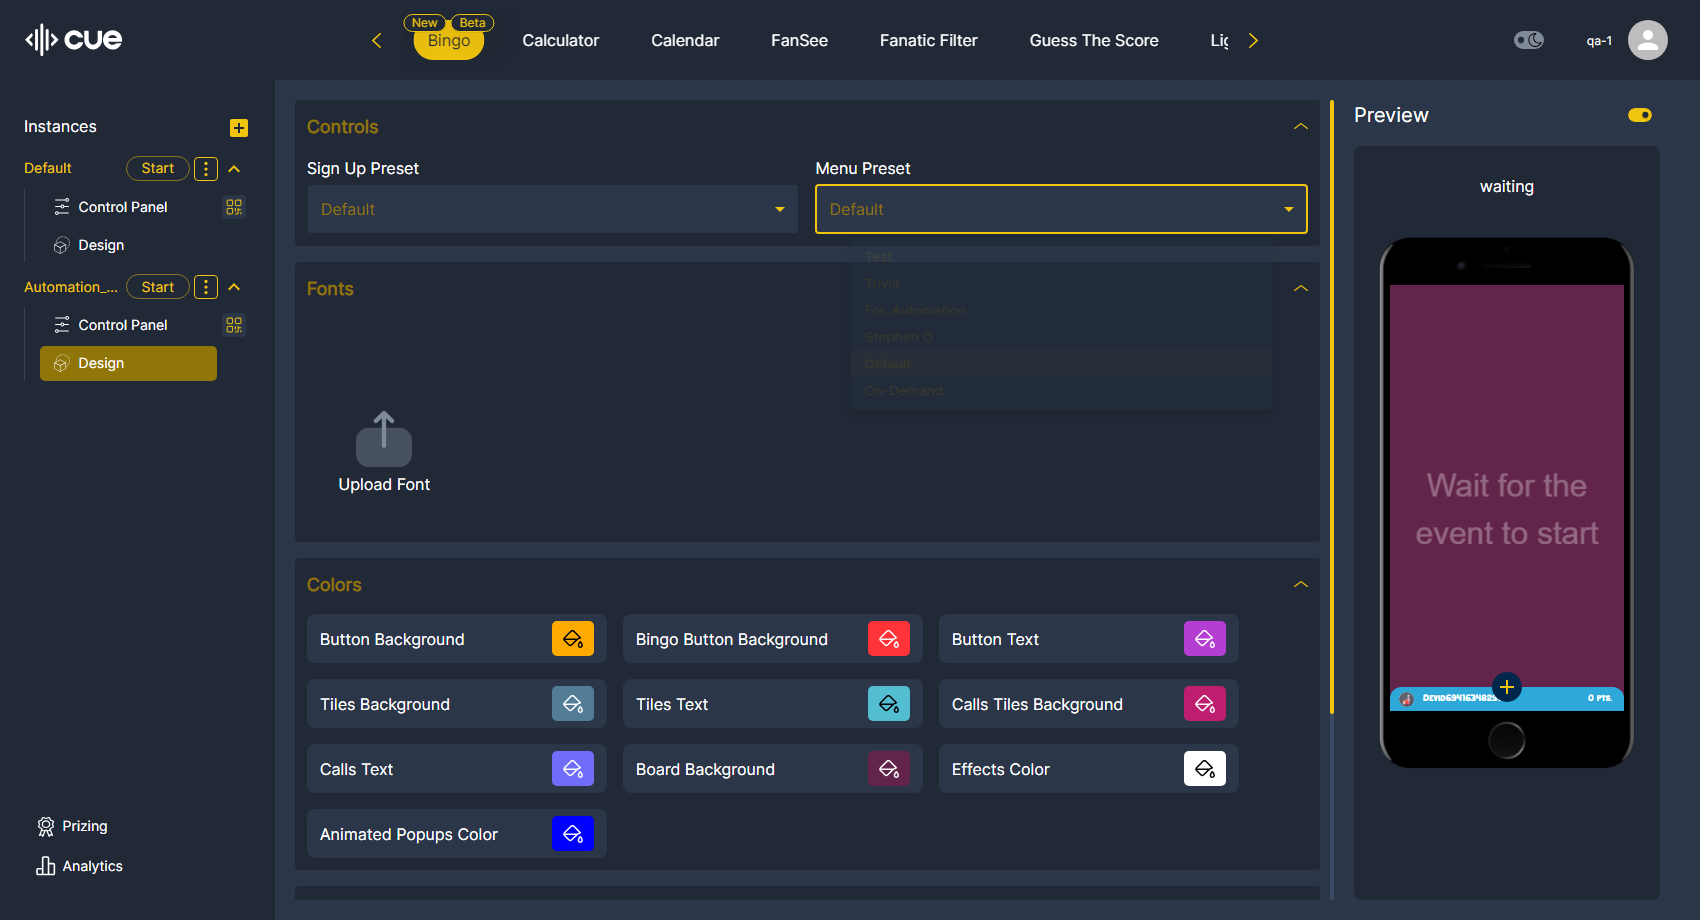 cue
New
Beta
Bingo
Calculator
Calendar
FanSee
Fanatic Filter
Guess The Score
Lig
qa-1
Instances
Default
Start
Control Panel
Design
Automation_...
Start
Control Panel
Design
Prizing
Analytics
Controls
Sign Up Preset
Default
Menu Preset
Default
Test
Trivia
For_Automation
Stephen O
Default
On-Demand
Fonts
Upload Font
Colors
Button Background
Bingo Button Background
Button Text
Tiles Background
Tiles Text
Calls Tiles Background
Calls Text
Board Background
Effects Color
Animated Popups Color
Preview
waiting
Wait for the
event to start
0 PTS.